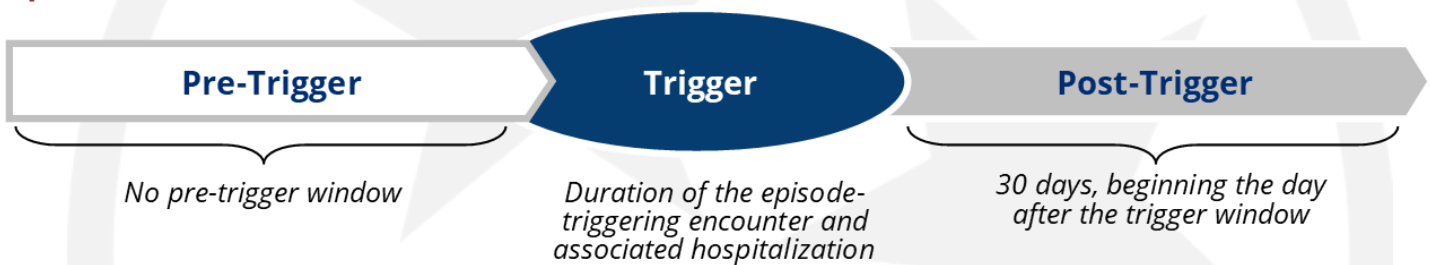 Pre-Trigger
Trigger
Post-Trigger
No pre-trigger window
Duration of the episode-
triggering encounter and
associated hospitalization
30 days, beginning the day
after the trigger window